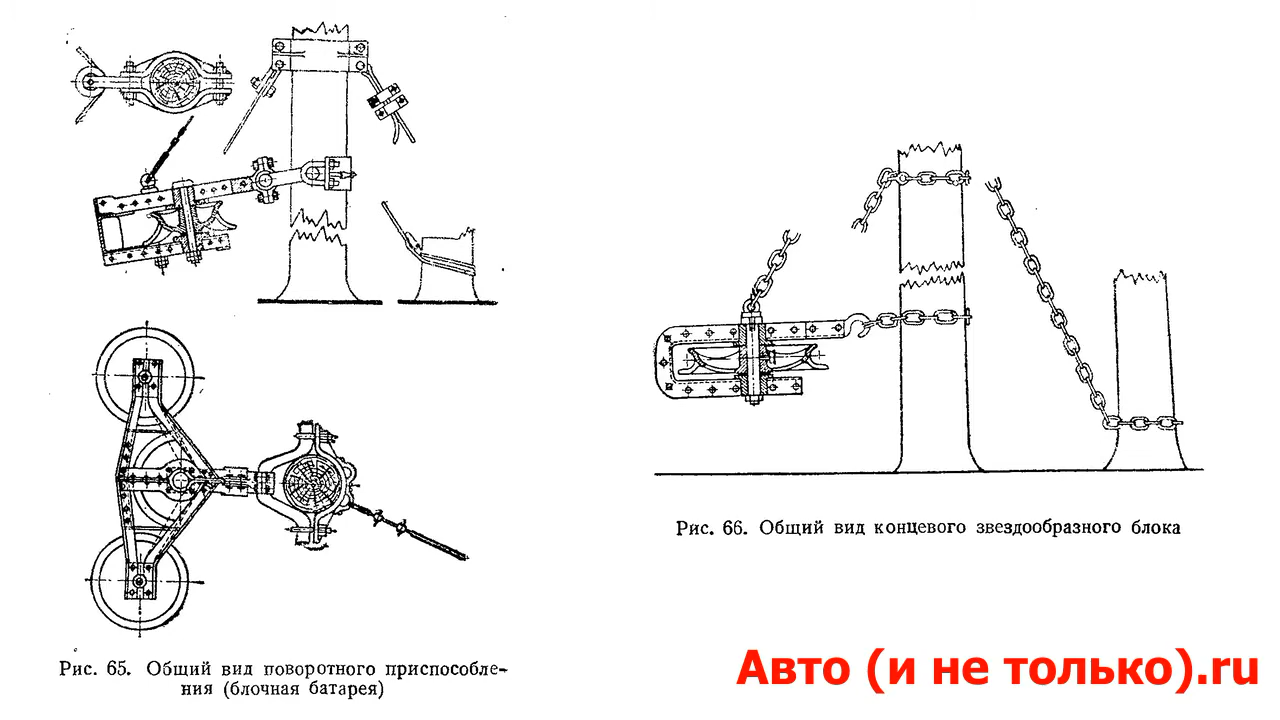 Рис. 65. Общий вид поворотного приспособле-
ния (блочная батарея)
Рис. 66. Общий вид концевого звездообразного блока
Авто (и не только).ru